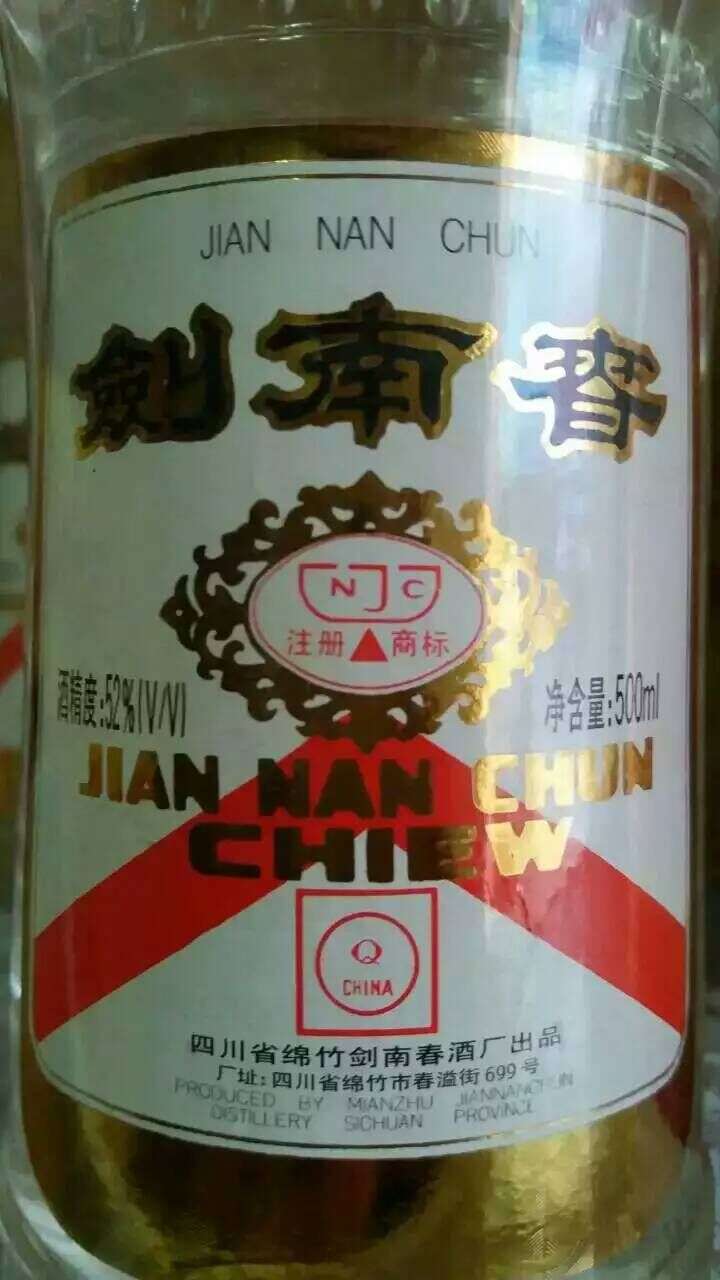 JIAN NAN CHUN
劍南春
NJC
注册▲商标
酒精度:52%(V/V)
净含量:500ml
JIAN NAN CHUN
CHIEW
Q
CHINA
四川省绵竹剑南春酒厂出品
厂址:四川省绵竹市春溢街699号
PRODUCED BY MIANZHU JIANNANCHUN
DISTILLERY SICHUAN PROVINCE